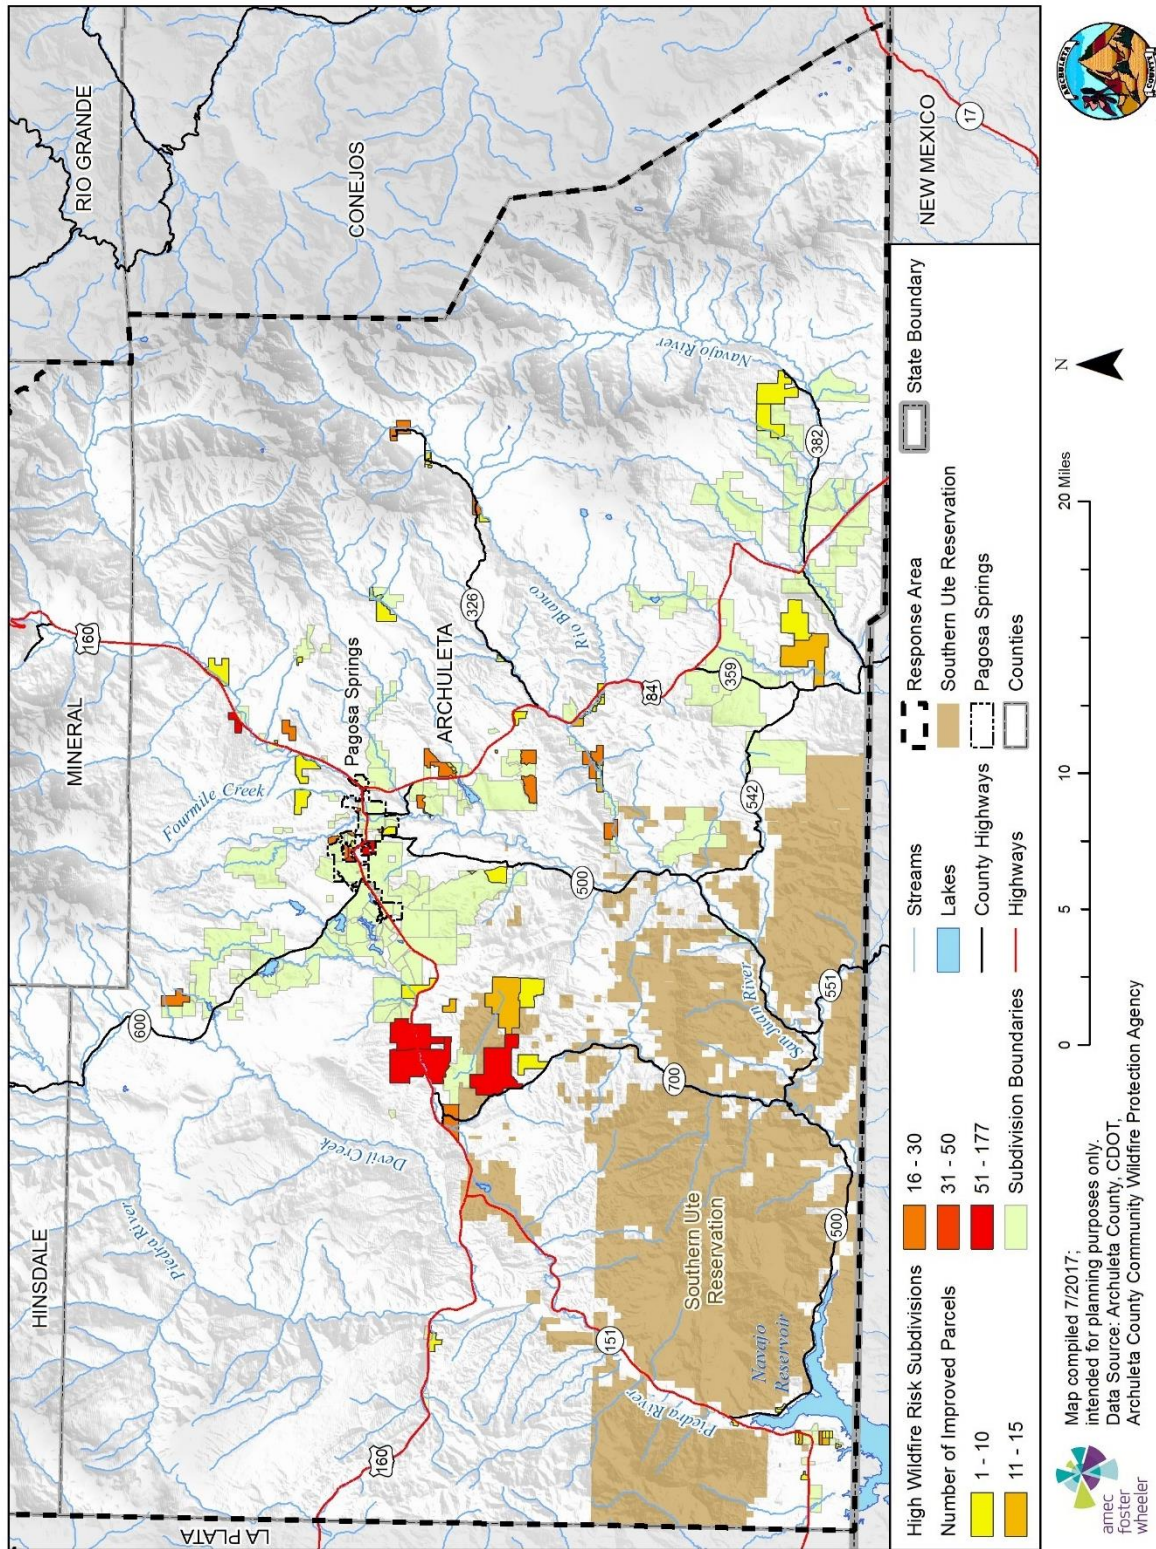 HINSDALE
MINERAL
RIO GRANDE
LA PLATA
Piedra River
600
160
Fourmile Creek
CONEJOS
Devil Creek
Pagosa Springs
160
ARCHULETA
326
Rio Blanco
151
Piedra River
Southern Ute
Reservation
700
500
84
359
Navajo River
Navajo
Reservoir
500
San Juan River
551
542
382
NEW MEXICO
17
High Wildfire Risk Subdivisions
Number of Improved Parcels
1 - 10
11 - 15
16 - 30
31 - 50
51 - 177
Subdivision Boundaries
Streams
Lakes
County Highways
Highways
Response Area
Southern Ute Reservation
Pagosa Springs
Counties
State Boundary
amec
foster
wheeler
Map compiled 7/2017;
intended for planning purposes only.
Data Source: Archuleta County, CDOT,
Archuleta County Community Wildfire Protection Agency
0
5
10
20 Miles
N
ARCHULETA
COUNTY